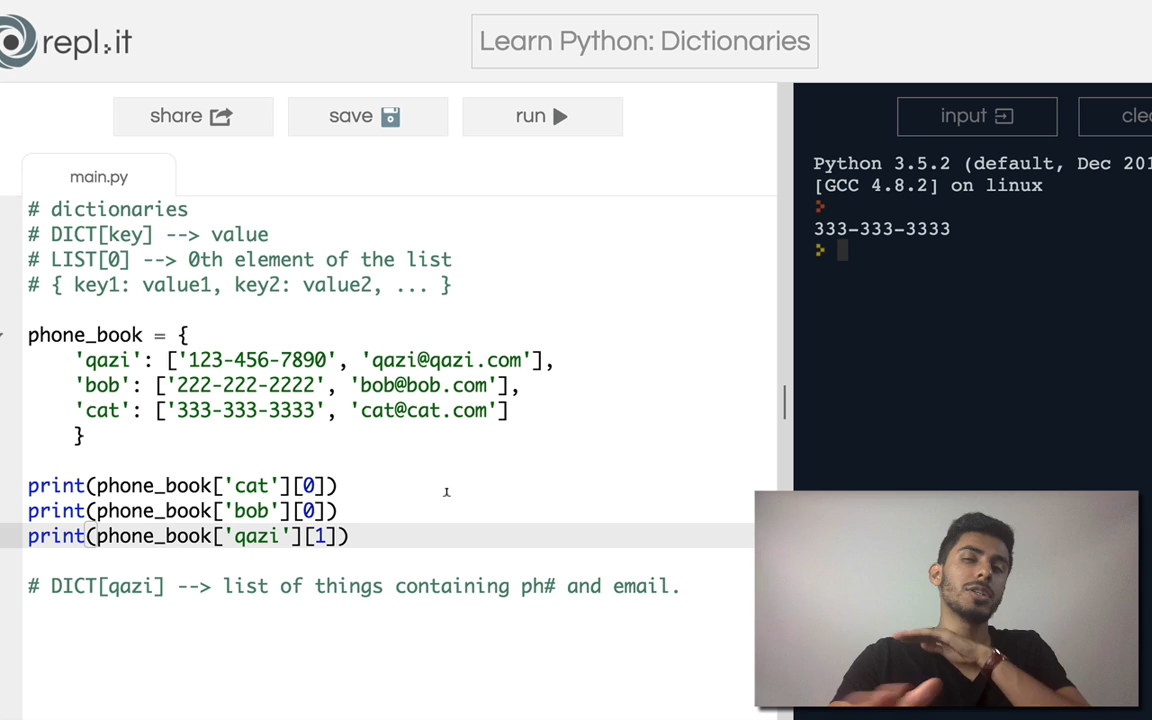 repl.it
Learn Python: Dictionaries
share
save
run
input
main.py
Python 3.5.2 (default, Dec
[GCC 4.8.2] on linux
333-333-3333
# dictionaries
# DICT[key] --> value
# LIST[0] --> 0th element of the list
# { key1: value1, key2: value2, ... }
phone_book = {
'qazi': ['123-456-7890', 'qazi@qazi.com'],
'bob': ['222-222-2222', 'bob@bob.com'],
'cat': ['333-333-3333', 'cat@cat.com']
}
print(phone_book['cat'][0])
print(phone_book['bob'][0])
print(phone_book['qazi'][1])
# DICT[qazi] --> list of things containing ph# and email.